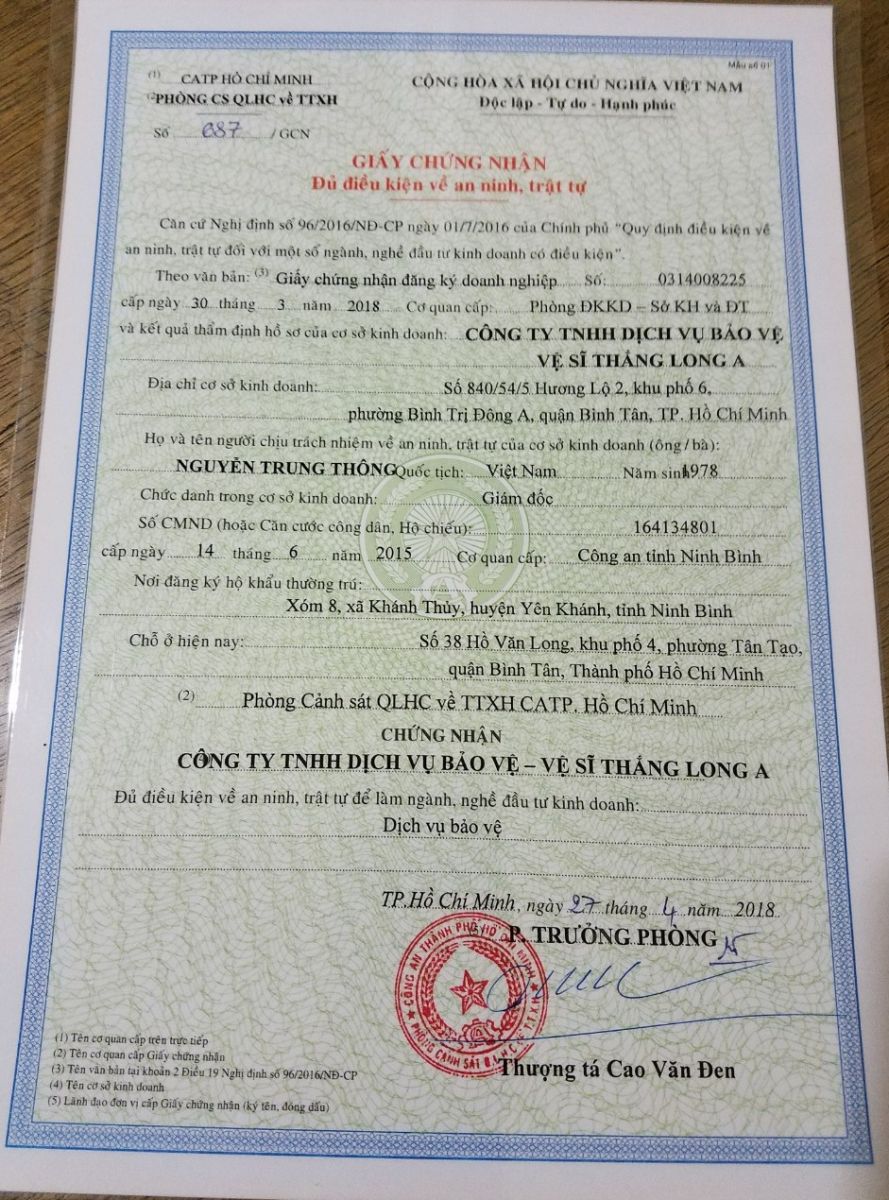 Mẫu số 01
(1) CATP HỒ CHÍ MINH
CỘNG HÒA XÃ HỘI CHỦ NGHĨA VIỆT NAM
(2) PHÒNG CS QLHC về TTXH
Độc lập - Tự do - Hạnh phúc
Số 687 / GCN
GIẤY CHỨNG NHẬN
Đủ điều kiện về an ninh, trật tự
Căn cứ Nghị định số 96/2016/NĐ-CP ngày 01/7/2016 của Chính phủ "Quy định điều kiện về
an ninh, trật tự đối với một số ngành, nghề đầu tư kinh doanh có điều kiện".
Theo văn bản: (3) Giấy chứng nhận đăng ký doanh nghiệp Số: 0314008225
cấp ngày 30 tháng 3 năm 2018 Cơ quan cấp: Phòng ĐKKD – Sở KH và ĐT
và kết quả thẩm định hồ sơ của cơ sở kinh doanh: CÔNG TY TNHH DỊCH VỤ BẢO VỆ
VỆ SĨ THẮNG LONG A
Địa chỉ cơ sở kinh doanh: Số 840/54/5 Hương Lộ 2, khu phố 6,
phường Bình Trị Đông A, quận Bình Tân, TP. Hồ Chí Minh
Họ và tên người chịu trách nhiệm về an ninh, trật tự của cơ sở kinh doanh (ông / bà):
NGUYỄN TRUNG THÔNG Quốc tịch: Việt Nam Năm sinh 1978
Chức danh trong cơ sở kinh doanh: Giám đốc
Số CMND (hoặc Căn cước công dân, Hộ chiếu): 164134801
cấp ngày 14 tháng 6 năm 2015 Cơ quan cấp: Công an tỉnh Ninh Bình
Nơi đăng ký hộ khẩu thường trú:
Xóm 8, xã Khánh Thủy, huyện Yên Khánh, tỉnh Ninh Bình
Chỗ ở hiện nay: Số 38 Hồ Văn Long, khu phố 4, phường Tân Tạo,
quận Bình Tân, Thành phố Hồ Chí Minh
(2) Phòng Cảnh sát QLHC về TTXH CATP. Hồ Chí Minh
CHỨNG NHẬN
CÔNG TY TNHH DỊCH VỤ BẢO VỆ – VỆ SĨ THẮNG LONG A
Đủ điều kiện về an ninh, trật tự để làm ngành, nghề đầu tư kinh doanh:
Dịch vụ bảo vệ
TP. Hồ Chí Minh, ngày 27 tháng 4 năm 2018
P. TRƯỞNG PHÒNG
CÔNG AN THÀNH PHỐ HỒ CHÍ MINH
PHÒNG CẢNH SÁT
Thượng tá Cao Văn Đen
(1) Tên cơ quan cấp trên trực tiếp
(2) Tên cơ quan cấp Giấy chứng nhận
(3) Tên văn bản tại khoản 2 Điều 19 Nghị định số 96/2016/NĐ-CP
(4) Tên cơ sở kinh doanh
(5) Lãnh đạo đơn vị cấp Giấy chứng nhận (ký tên, đóng dấu)